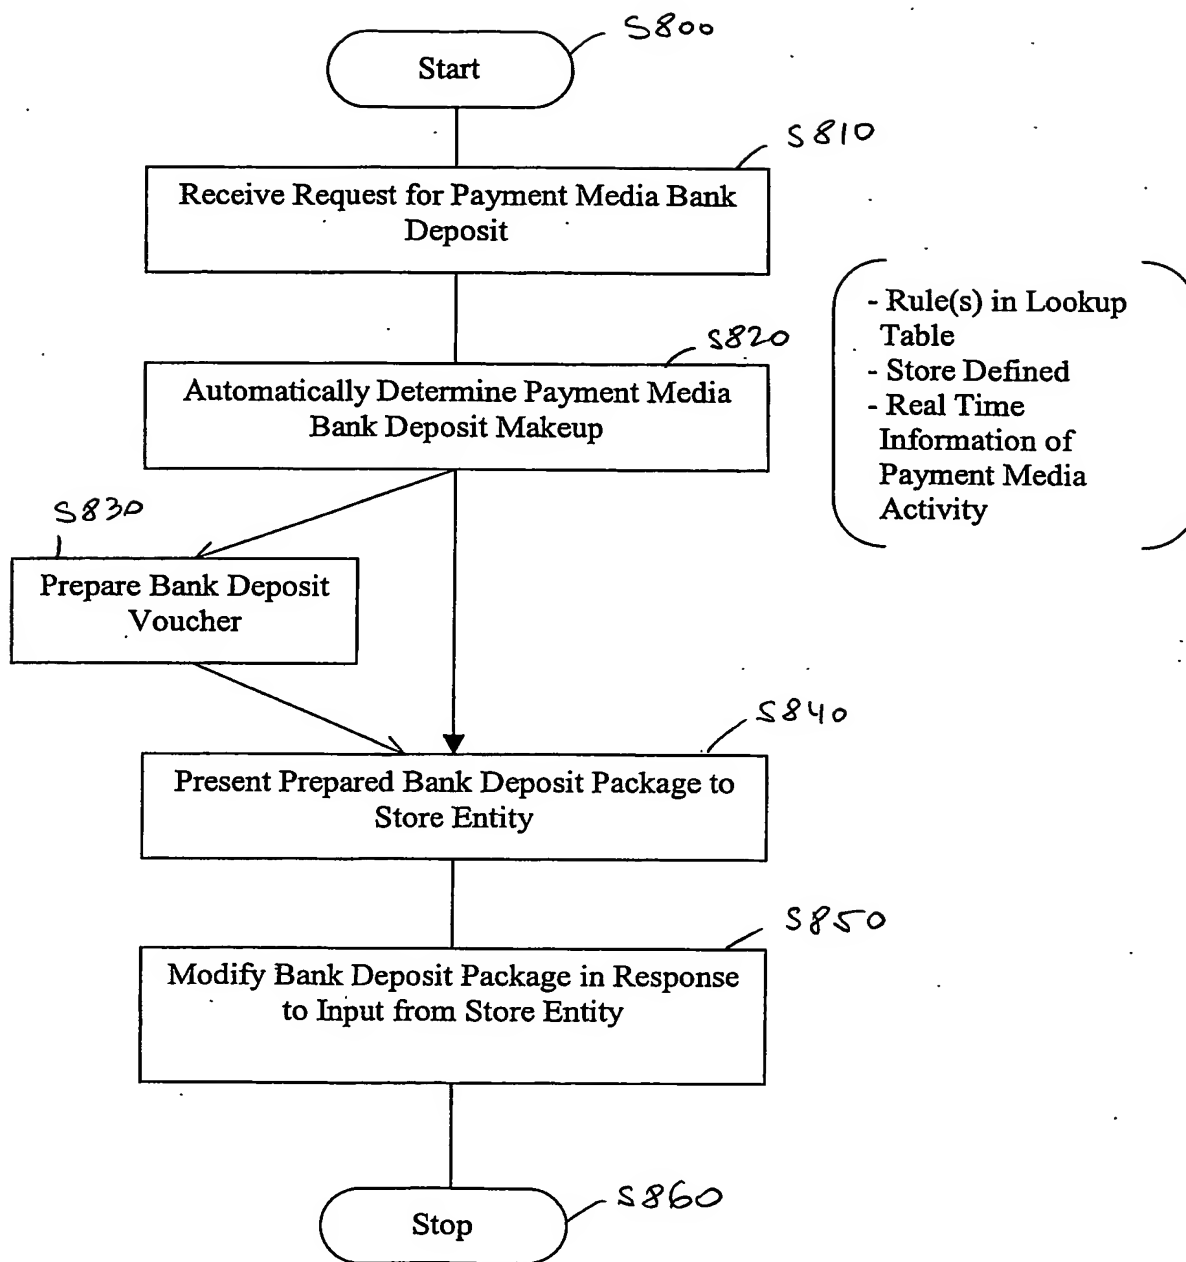 S800
Start
S810
Receive Request for Payment Media Bank
Deposit
S820
Automatically Determine Payment Media
Bank Deposit Makeup
- Rule(s) in Lookup
Table
- Store Defined
- Real Time
Information of
Payment Media
Activity
S830
Prepare Bank Deposit
Voucher
S840
Present Prepared Bank Deposit Package to
Store Entity
S850
Modify Bank Deposit Package in Response
to Input from Store Entity
S860
Stop